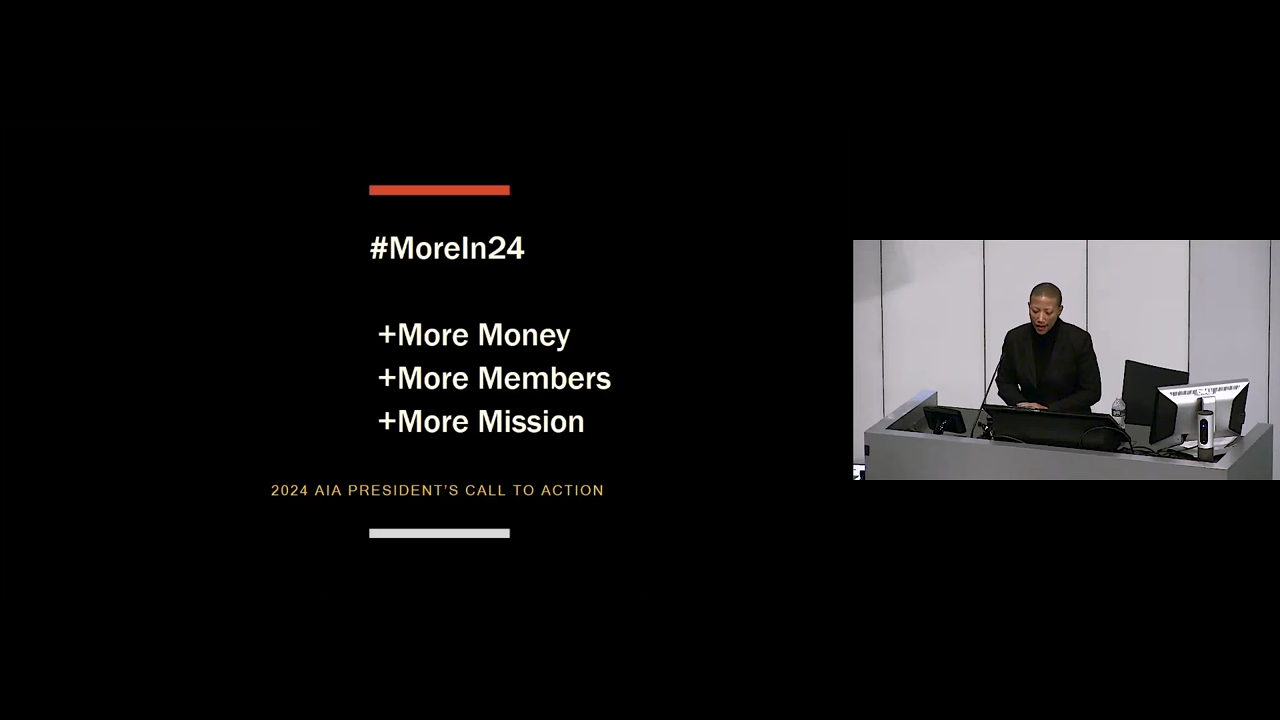 #MoreIn24
+More Money
+More Members
+More Mission
2024 AIA PRESIDENT'S CALL TO ACTION